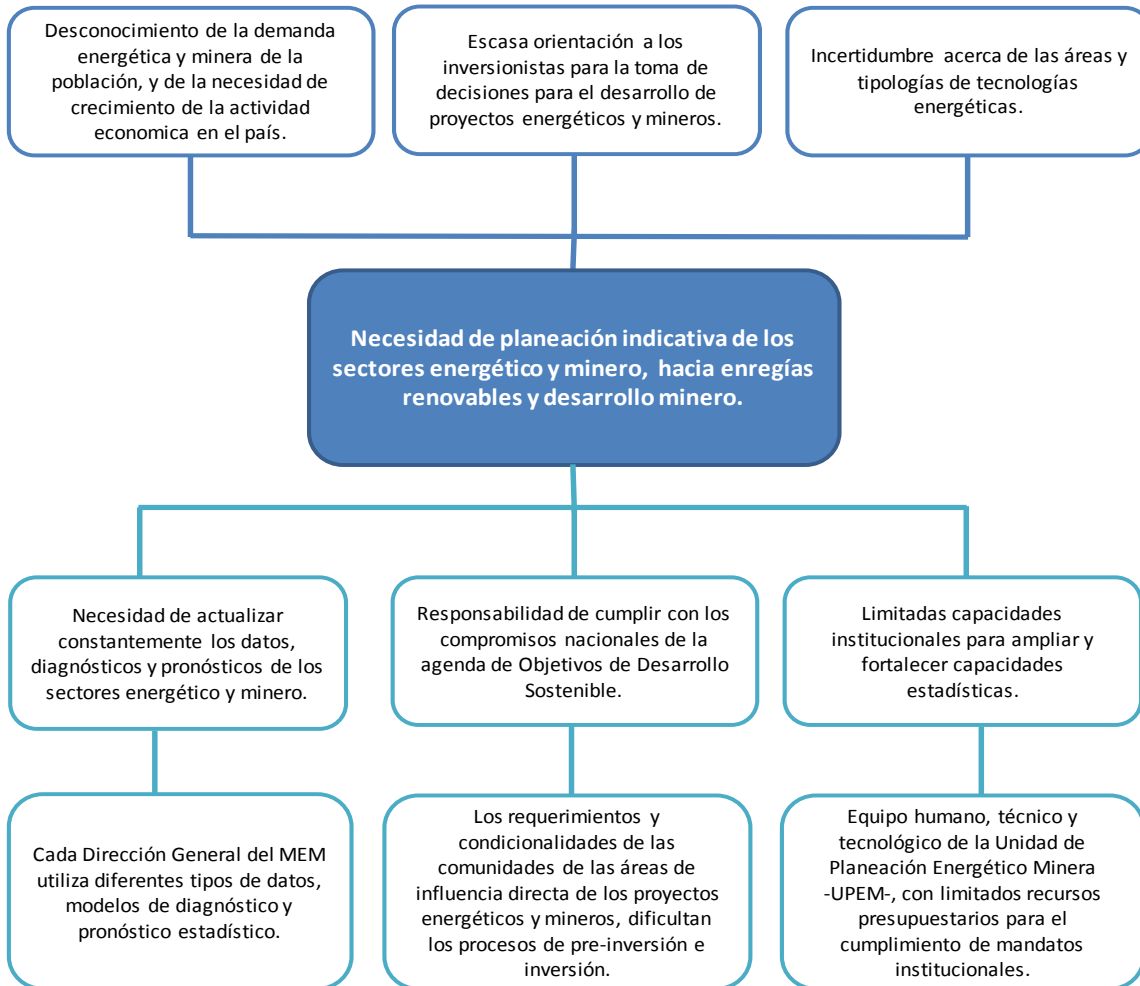 Desconocimiento de la demanda
energética y minera de la
población, y de la necesidad de
crecimiento de la actividad
economica en el país.
Escasa orientación a los
inversionistas para la toma de
decisiones para el desarrollo de
proyectos energéticos y mineros.
Incertidumbre acerca de las áreas y
tipologías de tecnologías
energéticas.
Necesidad de planeación indicativa de los
sectores energético y minero, hacia enregías
renovables y desarrollo minero.
Necesidad de actualizar
constantemente los datos,
diagnósticos y pronósticos de los
sectores energético y minero.
Responsabilidad de cumplir con los
compromisos nacionales de la
agenda de Objetivos de Desarrollo
Sostenible.
Limitadas capacidades
institucionales para ampliar y
fortalecer capacidades
estadísticas.
Cada Dirección General del MEM
utiliza diferentes tipos de datos,
modelos de diagnóstico y
pronóstico estadístico.
Los requerimientos y
condicionalidades de las
comunidades de las áreas de
influencia directa de los proyectos
energéticos y mineros, dificultan
los procesos de pre-inversión e
inversión.
Equipo humano, técnico y
tecnológico de la Unidad de
Planeación Energético Minera
-UPEM-, con limitados recursos
presupuestarios para el
cumplimiento de mandatos
institucionales.